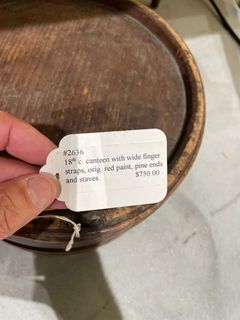 #2636
18th c. canteen with wide finger
straps, orig. red paint, pine ends
and staves. $750.00